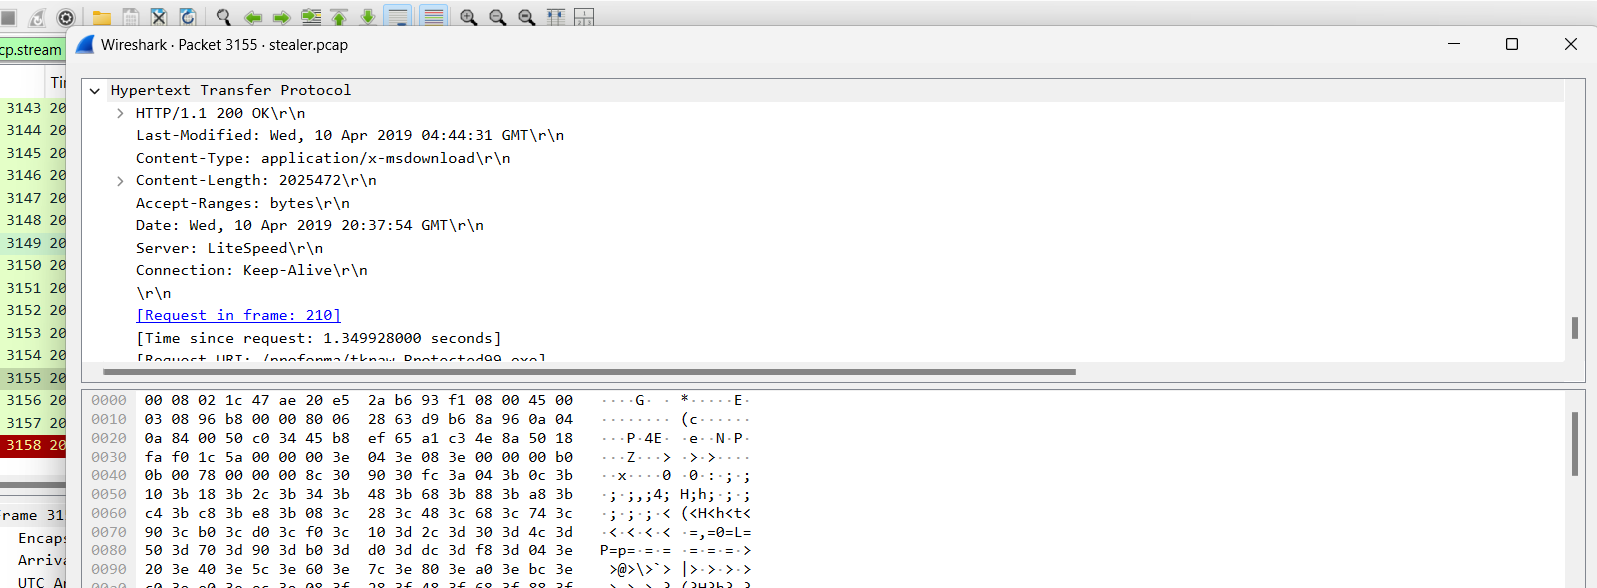 Wireshark · Packet 3155 · stealer.pcap
cp.stream
Hypertext Transfer Protocol
HTTP/1.1 200 OK\r\n
Last-Modified: Wed, 10 Apr 2019 04:44:31 GMT\r\n
Content-Type: application/x-msdownload\r\n
Content-Length: 2025472\r\n
Accept-Ranges: bytes\r\n
Date: Wed, 10 Apr 2019 20:37:54 GMT\r\n
Server: LiteSpeed\r\n
Connection: Keep-Alive\r\n
\r\n
[Request in frame: 210]
[Time since request: 1.349928000 seconds]
[Request URI: /proforma/tknaw_Protected99.exe]
3143 20
3144 20
3145 20
3146 20
3147 20
3148 20
3149 20
3150 20
3151 20
3152 20
3153 20
3154 20
3155 20
3156 20
3157 20
3158 20
rame 31
Encaps
Arriva
UTC A
0000 00 08 02 1c 47 ae 20 e5 2a b6 93 f1 08 00 45 00 ····G· ·*·····E·
0010 03 08 96 b8 00 00 80 06 28 63 d9 b6 8a 96 0a 04 ········(c······
0020 0a 84 00 50 c0 34 45 b8 ef 65 a1 c3 4e 8a 50 18 ···P·4E··e··N·P·
0030 fa f0 1c 5a 00 00 00 3e 04 3e 08 3e 00 00 00 b0 ···Z···>·>·>····
0040 0b 00 78 00 00 00 8c 30 90 30 fc 3a 04 3b 0c 3b ··x····0·0·:·;·;
0050 10 3b 18 3b 2c 3b 34 3b 48 3b 68 3b 88 3b a8 3b ·;·;,;4;H;h;·;·;
0060 c4 3b c8 3b e8 3b 08 3c 28 3c 48 3c 68 3c 74 3c ·;·;·;·<(<H<h<t<
0070 90 3c b0 3c d0 3c f0 3c 10 3d 2c 3d 30 3d 4c 3d ·<·<·<·<·=,=0=L=
0080 50 3d 70 3d 90 3d b0 3d d0 3d dc 3d f8 3d 04 3e P=p=·=·=·=·=·=·>
0090 20 3e 40 3e 5c 3e 60 3e 7c 3e 80 3e a0 3e bc 3e  >@>\>`>|>·>·>·>